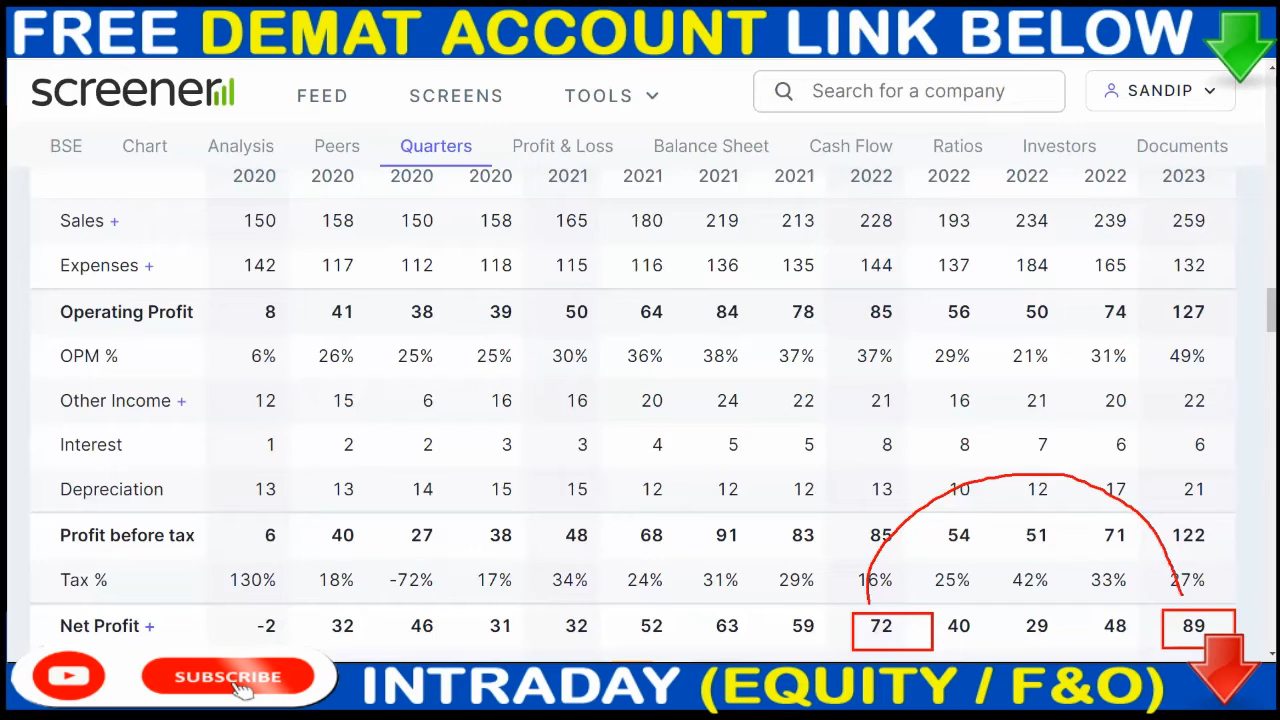 FREE DEMAT ACCOUNT LINK BELOW
screener FEED SCREENS TOOLS Search for a company SANDIP
BSE Chart Analysis Peers Quarters Profit & Loss Balance Sheet Cash Flow Ratios Investors Documents
2020 2020 2020 2020 2021 2021 2021 2021 2022 2022 2022 2022 2023
Sales + 150 158 150 158 165 180 219 213 228 193 234 239 259
Expenses + 142 117 112 118 115 116 136 135 144 137 184 165 132
Operating Profit 8 41 38 39 50 64 84 78 85 56 50 74 127
OPM % 6% 26% 25% 25% 30% 36% 38% 37% 37% 29% 21% 31% 49%
Other Income + 12 15 6 16 16 20 24 22 21 16 21 20 22
Interest 1 2 2 3 3 4 5 5 8 8 7 6 6
Depreciation 13 13 14 15 15 12 12 12 13 10 12 17 21
Profit before tax 6 40 27 38 48 68 91 83 85 54 51 71 122
Tax % 130% 18% -72% 17% 34% 24% 31% 29% 16% 25% 42% 33% 27%
Net Profit + -2 32 46 31 32 52 63 59 72 40 29 48 89
SUBSCRIBE
INTRADAY (EQUITY / F&O)